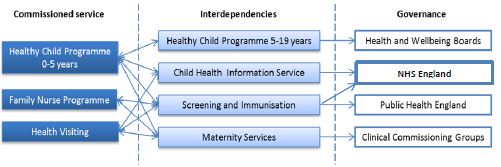 Commissioned service
Interdependencies
Governance
Healthy Child Programme
0-5 years
Family Nurse Programme
Health Visiting
Healthy Child Programme 5-19 years
Child Health Information Service
Screening and Immunisation
Maternity Services
Health and Wellbeing Boards
NHS England
Public Health England
Clinical Commissioning Groups